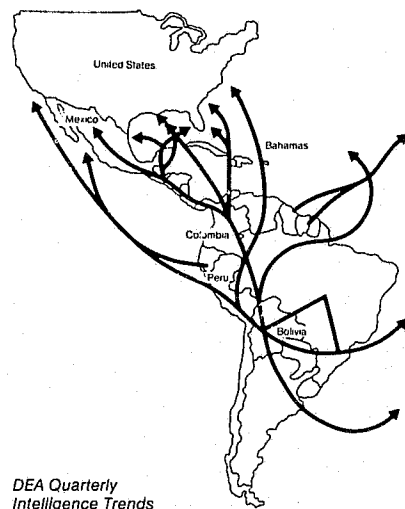 United States
Mexico
Bahamas
Colombia
Peru
Bolivia
DEA Quarterly
Intelligence Trends